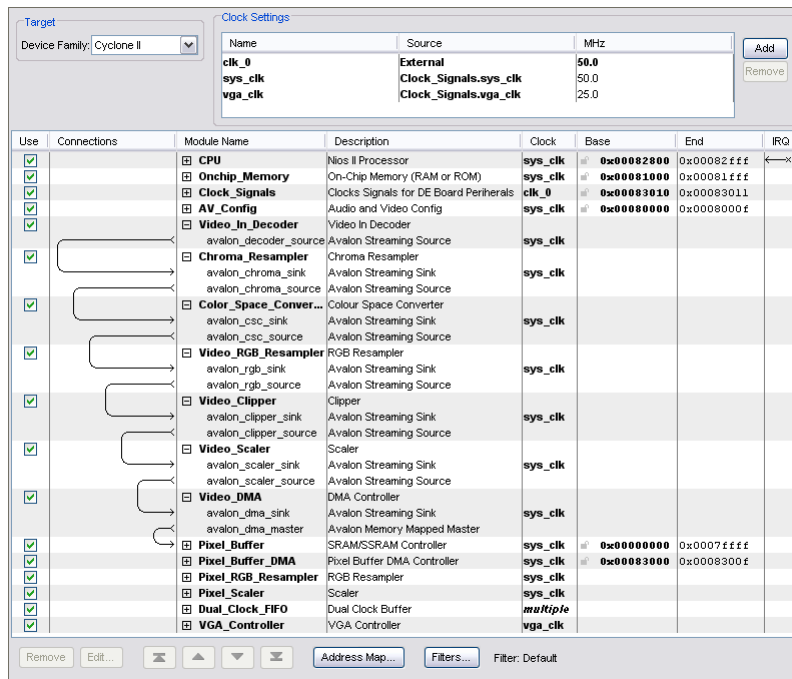 Target
Device Family: Cyclone II
Clock Settings
Name Source MHz
clk_0 External 50.0
sys_clk Clock_Signals.sys_clk 50.0
vga_clk Clock_Signals.vga_clk 25.0
Add
Remove
Use Connections Module Name Description Clock Base End IRQ
CPU Nios II Processor sys_clk 0x00082800 0x00082fff
Onchip_Memory On-Chip Memory (RAM or ROM) sys_clk 0x00081000 0x00081fff
Clock_Signals Clocks Signals for DE Board Periherals clk_0 0x00083010 0x00083011
AV_Config Audio and Video Config sys_clk 0x00080000 0x0008000f
Video_In_Decoder Video In Decoder
avalon_decoder_source Avalon Streaming Source sys_clk
Chroma_Resampler Chroma Resampler
avalon_chroma_sink Avalon Streaming Sink sys_clk
avalon_chroma_source Avalon Streaming Source
Color_Space_Conver... Colour Space Converter
avalon_csc_sink Avalon Streaming Sink sys_clk
avalon_csc_source Avalon Streaming Source
Video_RGB_Resampler RGB Resampler
avalon_rgb_sink Avalon Streaming Sink sys_clk
avalon_rgb_source Avalon Streaming Source
Video_Clipper Clipper
avalon_clipper_sink Avalon Streaming Sink sys_clk
avalon_clipper_source Avalon Streaming Source
Video_Scaler Scaler
avalon_scaler_sink Avalon Streaming Sink sys_clk
avalon_scaler_source Avalon Streaming Source
Video_DMA DMA Controller
avalon_dma_sink Avalon Streaming Sink sys_clk
avalon_dma_master Avalon Memory Mapped Master
Pixel_Buffer SRAM/SSRAM Controller sys_clk 0x00000000 0x0007ffff
Pixel_Buffer_DMA Pixel Buffer DMA Controller sys_clk 0x00083000 0x0008300f
Pixel_RGB_Resampler RGB Resampler sys_clk
Pixel_Scaler Scaler sys_clk
Dual_Clock_FIFO Dual Clock Buffer multiple
VGA_Controller VGA Controller vga_clk
Remove Edit... Address Map... Filters... Filter: Default